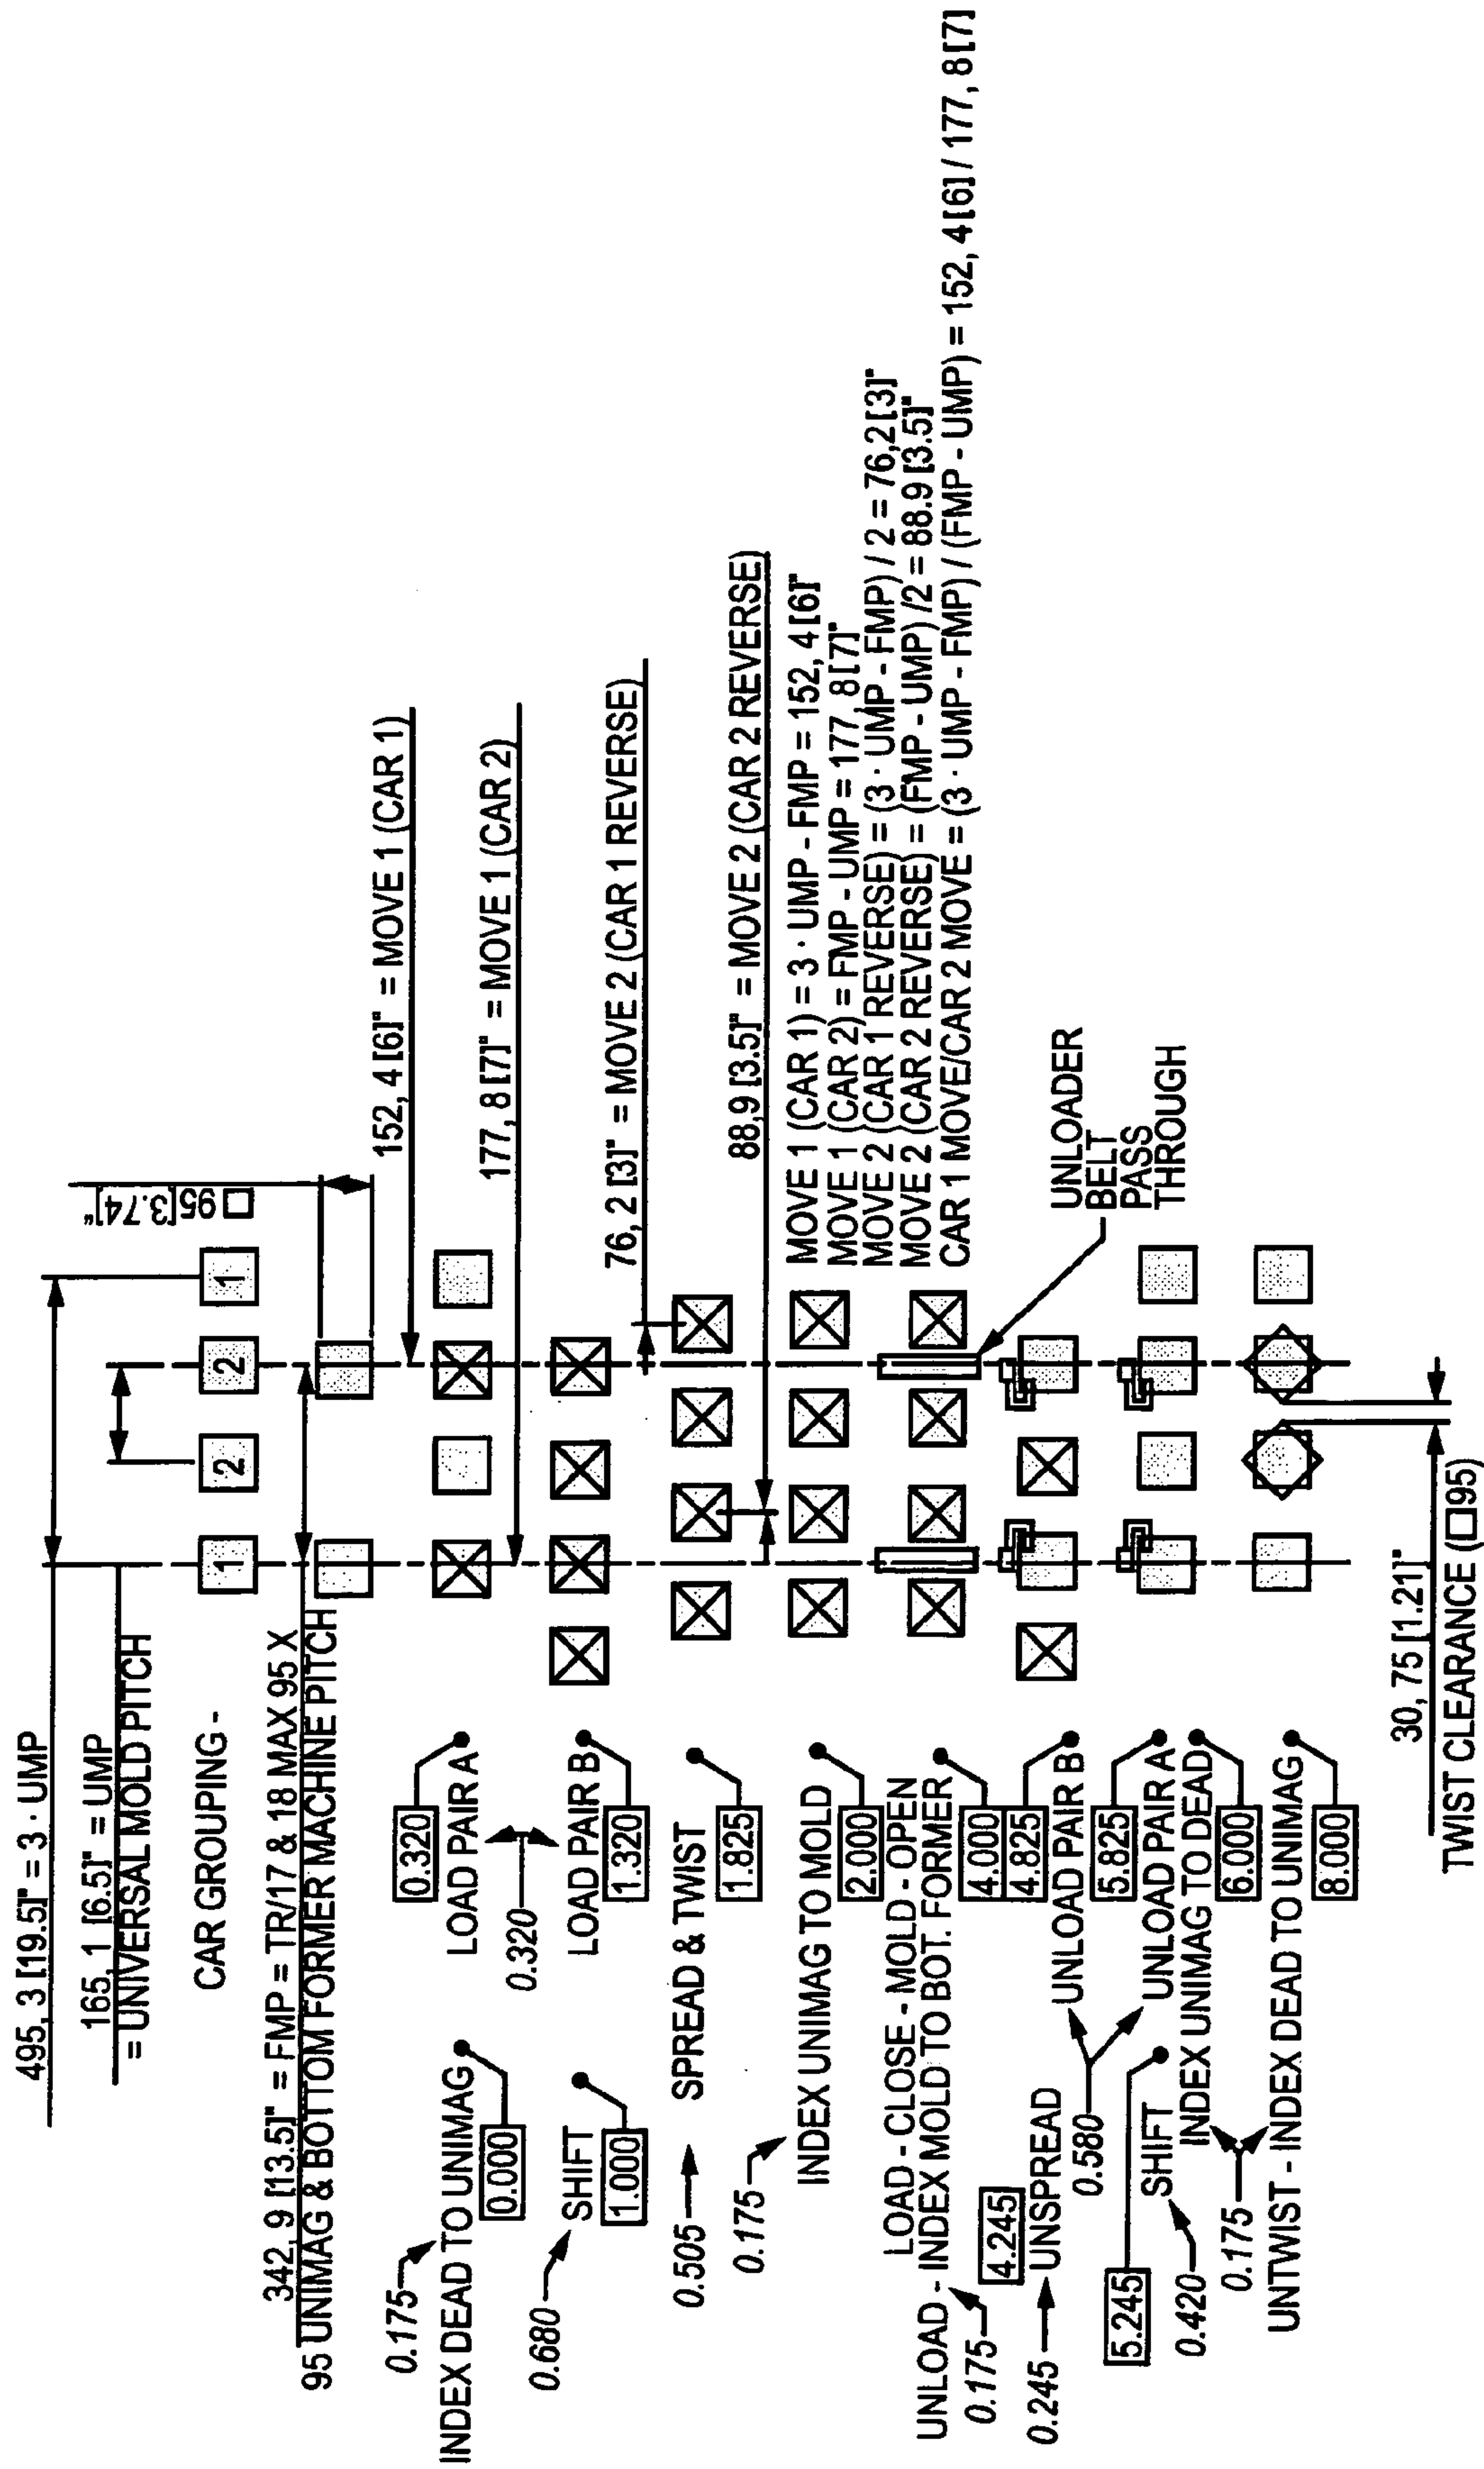 495, 3 [19.5]" = 3 · UMP
165, 1 [6.5]" = UMP
= UNIVERSAL MOLD PITCH
CAR GROUPING -
1
2
2
1
342, 9 [13.5]" = FMP = TR/17 & 18 MAX 95 X
95 UNIMAG & BOTTOM FORMER MACHINE PITCH
□ 95 [3.74]"
152, 4 [6]" = MOVE 1 (CAR 1)
0.175
INDEX DEAD TO UNIMAG
0.000
0.320
LOAD PAIR A
177, 8 [7]" = MOVE 1 (CAR 2)
0.320
0.680
SHIFT
1.000
LOAD PAIR B
1.320
76, 2 [3]" = MOVE 2 (CAR 1 REVERSE)
0.505
SPREAD & TWIST
1.825
88,9 [3.5]" = MOVE 2 (CAR 2 REVERSE)
0.175
INDEX UNIMAG TO MOLD
2.000
MOVE 1 (CAR 1) = 3 · UMP - FMP = 152, 4 [6]"
MOVE 1 (CAR 2) = FMP - UMP = 177, 8 [7]"
MOVE 2 (CAR 1 REVERSE) = (3 · UMP - FMP) / 2 = 76,2 [3]"
MOVE 2 (CAR 2 REVERSE) = (FMP - UMP) /2 = 88.9 [3.5]"
CAR 1 MOVE/CAR 2 MOVE = (3 · UMP - FMP) / (FMP - UMP) = 152, 4 [6] / 177, 8 [7]
LOAD - CLOSE - MOLD - OPEN
UNLOAD - INDEX MOLD TO BOT. FORMER
0.175
4.000
UNLOADER
BELT
PASS
THROUGH
4.245
0.245
UNSPREAD
4.825
UNLOAD PAIR B
0.580
5.245
SHIFT
0.420
5.825
UNLOAD PAIR A
INDEX UNIMAG TO DEAD
6.000
0.175
UNTWIST - INDEX DEAD TO UNIMAG
8.000
30, 75 [1.21]"
TWIST CLEARANCE (□95)